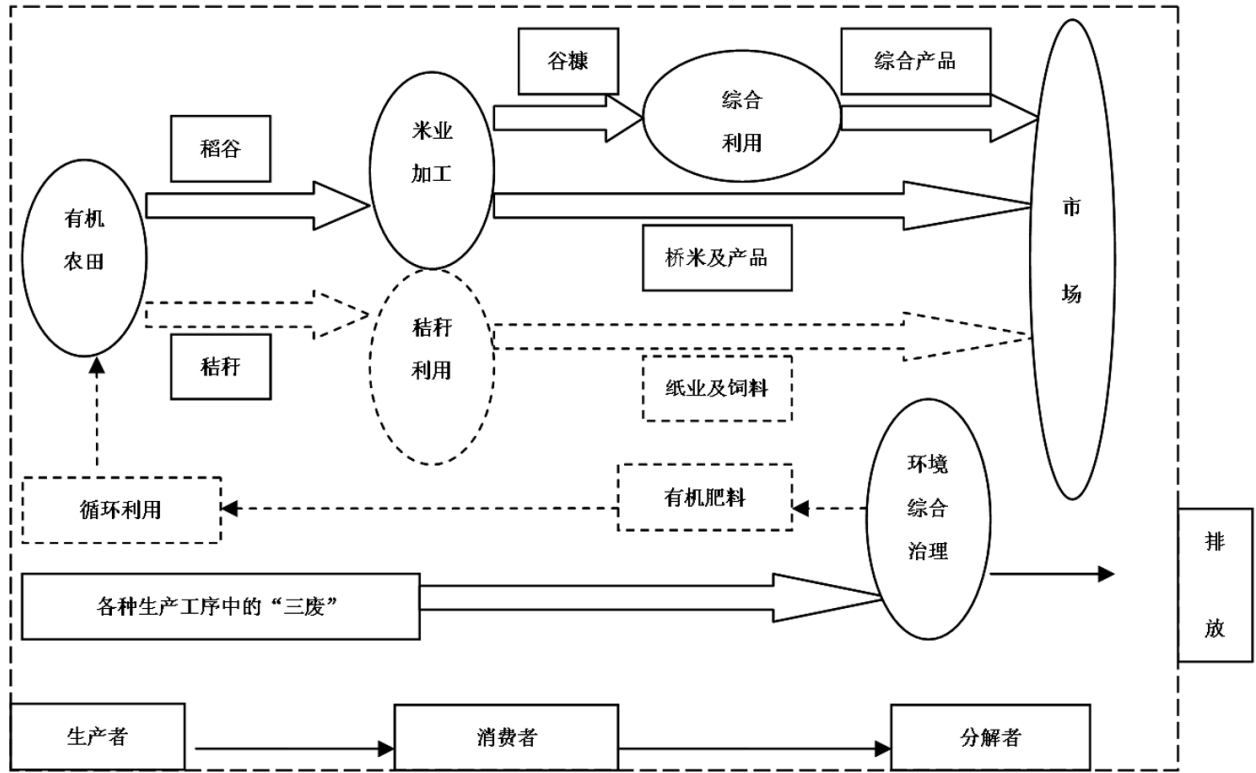 谷糠
综合产品
综合
利用
米业
加工
稻谷
有机
农田
市
场
桥米及产品
秸秆
利用
秸秆
纸业及饲料
环境
综合
治理
有机肥料
循环利用
排
放
各种生产工序中的“三废”
生产者
消费者
分解者